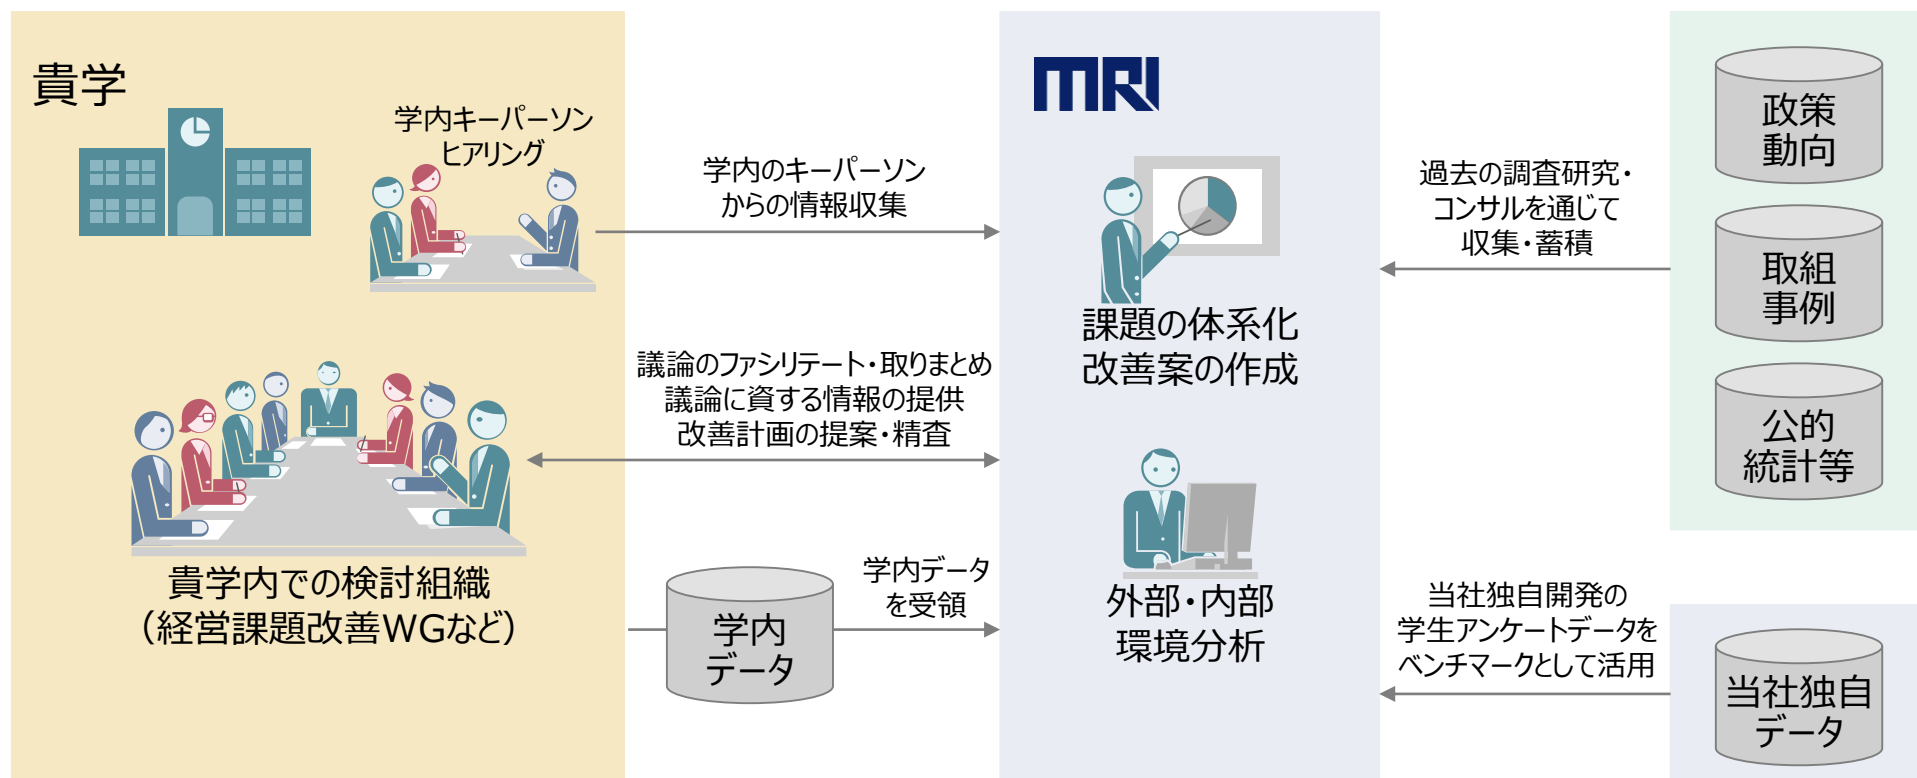 貴学
学内キーパーソン
ヒアリング
貴学内での検討組織
（経営課題改善WGなど）
学内のキーパーソン
からの情報収集
議論のファシリテート・取りまとめ
議論に資する情報の提供
改善計画の提案・精査
学内データ
を受領
学内
データ
MRI
課題の体系化
改善案の作成
外部・内部
環境分析
過去の調査研究・
コンサルを通じて
収集・蓄積
当社独自開発の
学生アンケートデータを
ベンチマークとして活用
政策
動向
取組
事例
公的
統計等
当社独自
データ